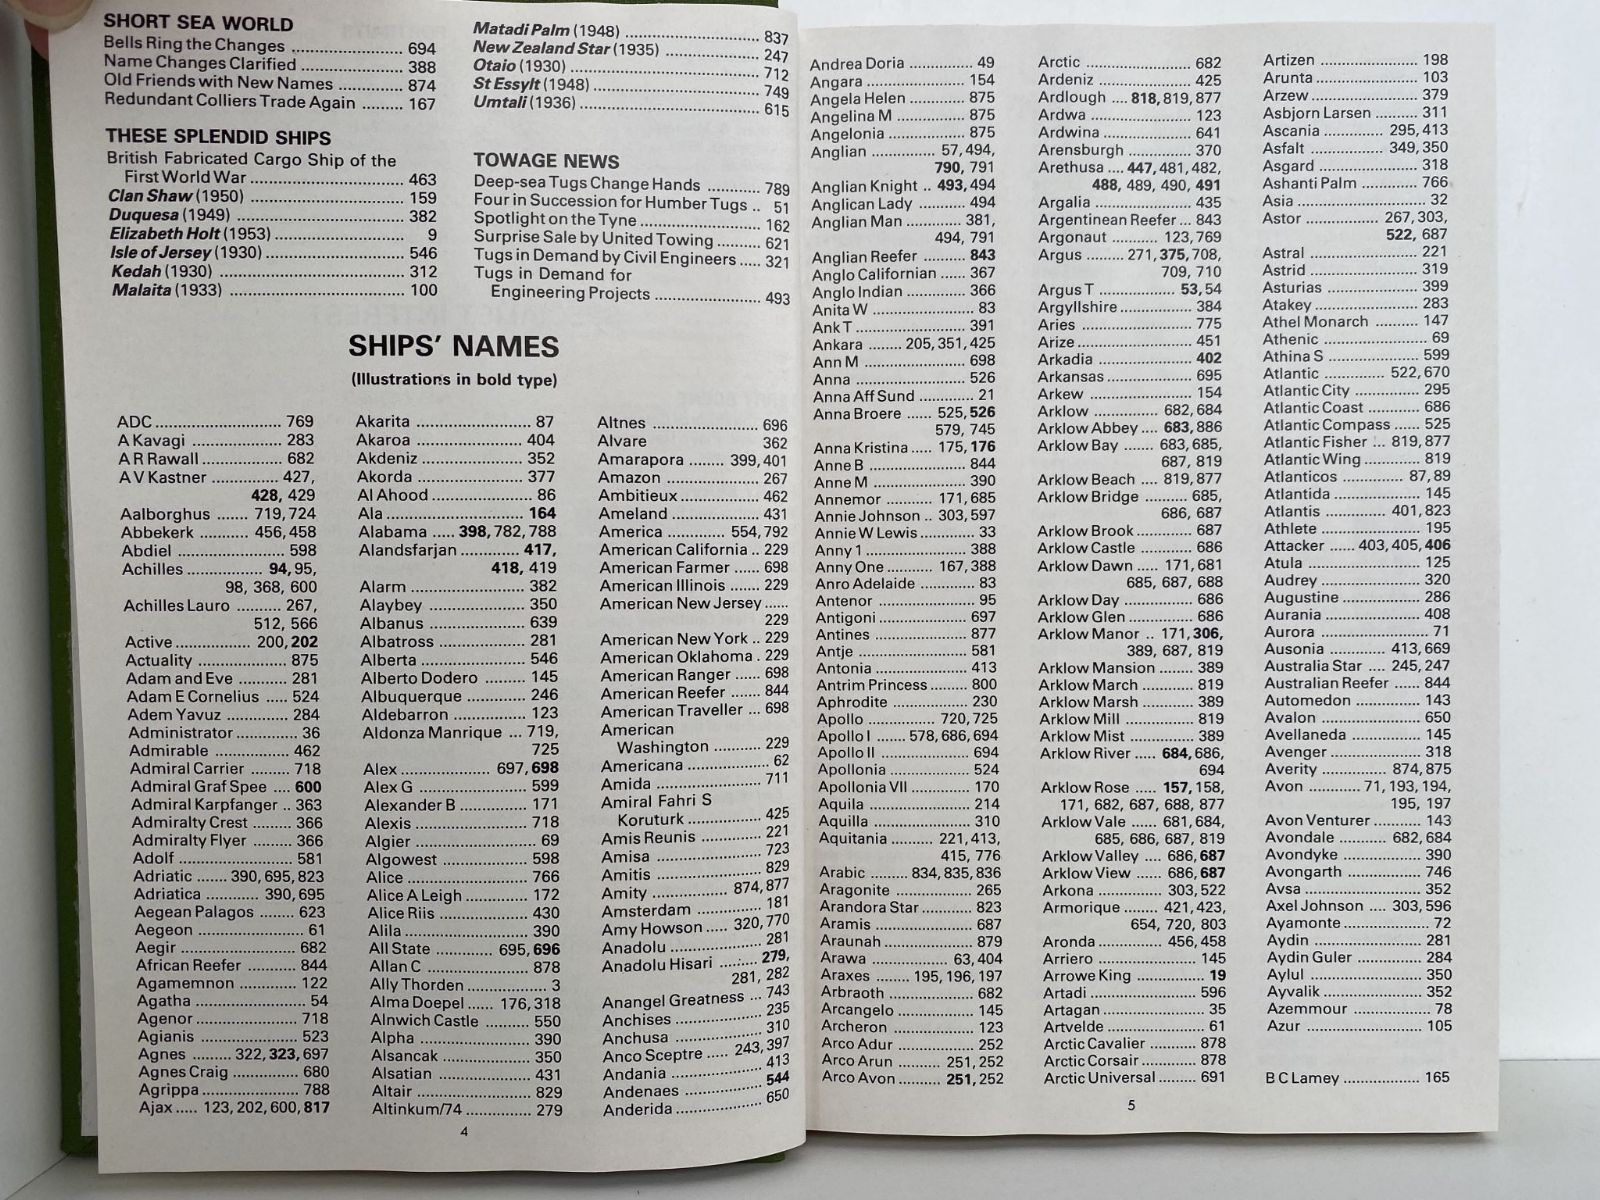 SHORT SEA WORLD
Bells Ring the Changes .................... 694
Name Changes Clarified .................... 388
Old Friends with New Names ............ 874
Redundant Colliers Trade Again ........ 167
THESE SPLENDID SHIPS
British Fabricated Cargo Ship of the
First World War ............................ 463
Clan Shaw (1950) ............................ 159
Duquesa (1949) ............................ 382
Elizabeth Holt (1953) ............................ 9
Isle of Jersey (1930) ............................ 546
Kedah (1930) ............................ 312
Malaita (1933) ............................ 100
Matadi Palm (1948) ............................ 837
New Zealand Star (1935) .................... 247
Otaio (1930) ............................ 712
St Essylt (1948) ............................ 749
Umtali (1936) ............................ 615
TOWAGE NEWS
Deep-sea Tugs Change Hands ............ 789
Four in Succession for Humber Tugs .. 51
Spotlight on the Tyne .................... 162
Surprise Sale by United Towing ........ 621
Tugs in Demand by Civil Engineers ..... 321
Tugs in Demand for
Engineering Projects .................... 493
SHIPS' NAMES
(Illustrations in bold type)
ADC .................... 769
A Kavagi .................... 283
A R Rawall .................... 682
A V Kastner .................... 427,
428, 429
Aalborghus ....... 719, 724
Abbekerk .......... 456, 458
Abdiel .................... 598
Achilles ................ 94, 95,
98, 368, 600
Achilles Lauro .......... 267,
512, 566
Active ................ 200, 202
Actuality .................... 875
Adam and Eve .............. 281
Adam E Cornelius ..... 524
Adem Yavuz .............. 284
Administrator .............. 36
Admirable .................... 462
Admiral Carrier ......... 718
Admiral Graf Spee .... 600
Admiral Karpfanger .. 363
Admiralty Crest ......... 366
Admiralty Flyer ......... 366
Adolf .................... 581
Adriatic ...... 390, 695, 823
Adriatica ............ 390, 695
Aegean Palagos ........ 623
Aegeon .................... 61
Aegir .................... 682
African Reefer ........... 844
Agamemnon .............. 122
Agatha .................... 54
Agenor .................... 718
Agianis .................... 523
Agnes ........ 322, 323, 697
Agnes Craig .............. 680
Agrippa .................... 788
Ajax ..... 123, 202, 600, 817
Akarita .................... 87
Akaroa .................... 404
Akdeniz .................... 352
Akorda .................... 377
Al Ahood .................... 86
Ala .................... 164
Alabama ..... 398, 782, 788
Alandsfarjan ............ 417,
418, 419
Alarm .................... 382
Alaybey .................... 350
Albanus .................... 639
Albatross .................... 281
Alberta .................... 546
Alberto Dodero ......... 145
Albuquerque .............. 246
Aldebarron .............. 123
Aldonza Manrique ... 719,
725
Alex .................... 697, 698
Alex G .................... 599
Alexander B .............. 171
Alexis .................... 718
Algier .................... 69
Algowest .................... 598
Alice .................... 766
Alice A Leigh .............. 172
Alice Riis .................... 430
Alila .................... 390
All State .............. 695, 696
Allan C .................... 878
Ally Thorden .............. 3
Alma Doepel ...... 176, 318
Alnwich Castle ......... 550
Alpha .................... 390
Alsancak .................... 350
Alsatian .................... 431
Altair .................... 829
Altinkum/74 .............. 279
Altnes .................... 696
Alvare 362
Amarapora ........ 399, 401
Amazon .................... 267
Ambitieux .................... 462
Ameland .................... 431
America .............. 554, 792
American California .. 229
American Farmer ...... 698
American Illinois ....... 229
American New Jersey ......
229
American New York .. 229
American Oklahoma . 229
American Ranger ...... 698
American Reefer ....... 844
American Traveller ... 698
American
Washington ........... 229
Americana .................... 62
Amida .................... 711
Amiral Fahri S
Koruturk .................... 425
Amis Reunis .............. 221
Amisa .................... 723
Amitis .................... 829
Amity .................... 874, 877
Amsterdam .............. 181
Amy Howson ..... 320, 770
Anadolu .................... 281
Anadolu Hisari ........ 279,
281, 282
Anangel Greatness ... 743
Anchises .................... 235
Anchusa .................... 310
Anco Sceptre ..... 243, 397
Andania .................... 413
Andenaes .................... 544
Anderida .................... 650
4
Andrea Doria .............. 49
Angara .................... 154
Angela Helen .............. 875
Angelina M .............. 875
Angelonia .................... 875
Anglian .............. 57, 494,
790, 791
Anglian Knight .. 493, 494
Anglican Lady ........... 494
Anglian Man ........... 381,
494, 791
Anglian Reefer ......... 843
Anglo Californian ..... 367
Anglo Indian .............. 366
Anita W .................... 83
Ank T .................... 391
Ankara ........ 205, 351, 425
Ann M .................... 698
Anna .................... 526
Anna Aff Sund ............ 21
Anna Broere ...... 525, 526
579, 745
Anna Kristina ..... 175, 176
Anne B .................... 844
Anne M .................... 390
Annemor ............ 171, 685
Annie Johnson .. 303, 597
Annie W Lewis ............ 33
Anny 1 .................... 388
Anny One ........... 167, 388
Anro Adelaide .............. 83
Antenor .................... 95
Antigoni .................... 697
Antines .................... 877
Antje .................... 581
Antonia .................... 413
Antrim Princess ......... 800
Aphrodite .................... 230
Apollo .................... 720, 725
Apollo I ...... 578, 686, 694
Apollo II .................... 694
Apollonia .................... 524
Apollonia VII .............. 170
Aquila .................... 214
Aquilla .................... 310
Aquitania ............ 221, 413,
415, 776
Arabic ........ 834, 835, 836
Aragonite .................... 265
Arandora Star ............ 823
Aramis .................... 687
Araunah .................... 879
Arawa .................... 63, 404
Araxes ....... 195, 196, 197
Arbraoth .................... 682
Arcangelo .................... 145
Archeron .................... 123
Arco Adur .................... 252
Arco Arun ........... 251, 252
Arco Avon .......... 251, 252
Arctic .................... 682
Ardeniz .................... 425
Ardlough .... 818, 819, 877
Ardwa .................... 123
Ardwina .................... 641
Arensburgh .............. 370
Arethusa .... 447, 481, 482,
488, 489, 490, 491
Argalia .................... 435
Argentinean Reefer ... 843
Argonaut ........... 123, 769
Argus ........ 271, 375, 708,
709, 710
Argus T .................... 53, 54
Argyllshire .................... 384
Aries .................... 775
Arize .................... 451
Arkadia .................... 402
Arkansas .................... 695
Arkew .................... 154
Arklow .............. 682, 684
Arklow Abbey .... 683, 886
Arklow Bay ...... 683, 685,
687, 819
Arklow Beach .... 819, 877
Arklow Bridge ......... 685,
686, 687
Arklow Brook ............ 687
Arklow Castle ............ 686
Arklow Dawn .... 171, 681
685, 687, 688
Arklow Day .............. 686
Arklow Glen .............. 686
Arklow Manor .. 171, 306,
389, 687, 819
Arklow Mansion ........ 389
Arklow March ............ 819
Arklow Marsh ............ 389
Arklow Mill .............. 819
Arklow Mist .............. 389
Arklow River ..... 684, 686,
694
Arklow Rose ..... 157, 158,
171, 682, 687, 688, 877
Arklow Vale ...... 681, 684,
685, 686, 687, 819
Arklow Valley .... 686, 687
Arklow View ...... 686, 687
Arkona .............. 303, 522
Armorique ........ 421, 423,
654, 720, 803
Aronda .............. 456, 458
Arriero .................... 145
Arrowe King .............. 19
Artadi .................... 596
Artagan .................... 35
Artvelde .................... 61
Arctic Cavalier ........... 878
Arctic Corsair ............ 878
Arctic Universal ......... 691
Artizen .................... 198
Arunta .................... 103
Arzew .................... 379
Asbjorn Larsen ........... 311
Ascania .............. 295, 413
Asfalt .............. 349, 350
Asgard .................... 318
Ashanti Palm .............. 766
Asia .................... 32
Astor .............. 267, 303,
522, 687
Astral .................... 221
Astrid .................... 319
Asturias .................... 399
Atakey .................... 283
Athel Monarch .......... 147
Athenic .................... 69
Athina S .................... 599
Atlantic .............. 522, 670
Atlantic City .............. 295
Atlantic Coast ............ 686
Atlantic Compass ...... 525
Atlantic Fisher ... 819, 877
Atlantic Wing .............. 819
Atlanticos .............. 87, 89
Atlantida .................... 145
Atlantis .............. 401, 823
Athlete .................... 195
Attacker ...... 403, 405, 406
Atula .................... 125
Audrey .................... 320
Augustine .................... 286
Aurania .................... 408
Aurora .................... 71
Ausonia .............. 413, 669
Australia Star .... 245, 247
Australian Reefer ...... 844
Automedon .............. 143
Avalon .................... 650
Avellaneda .............. 145
Avenger .................... 318
Averity .............. 874, 875
Avon ............ 71, 193, 194,
195, 197
Avon Venturer ............ 143
Avondale ............ 682, 684
Avondyke .................... 390
Avongarth .................... 746
Avsa .................... 352
Axel Johnson .... 303, 596
Ayamonte .................... 72
Aydin .................... 281
Aydin Guler .............. 284
Aylul .................... 350
Ayvalik .................... 352
Azemmour .................... 78
Azur .................... 105
B C Lamey .................... 165
5